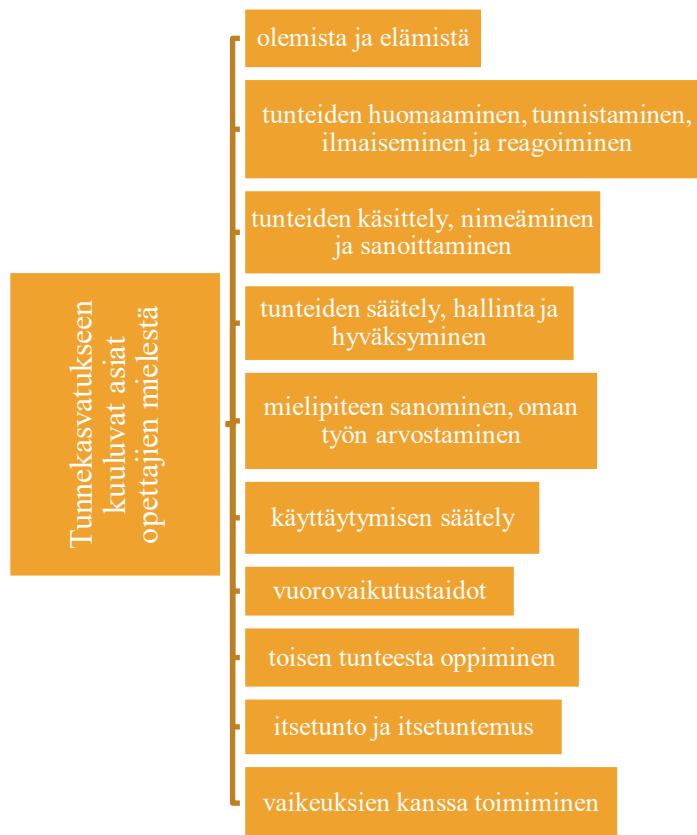 Tunnekasvatukseen
kuuluvat asiat
opettajien mielestä
olemista ja elämistä
tunteiden huomaaminen, tunnistaminen,
ilmaiseminen ja reagoiminen
tunteiden käsittely, nimeäminen
ja sanoittaminen
tunteiden säätely, hallinta ja
hyväksyminen
mielipiteen sanominen, oman
työn arvostaminen
käyttäytymisen säätely
vuorovaikutustaidot
toisen tunteesta oppiminen
itsetunto ja itsetuntemus
vaikeuksien kanssa toimiminen